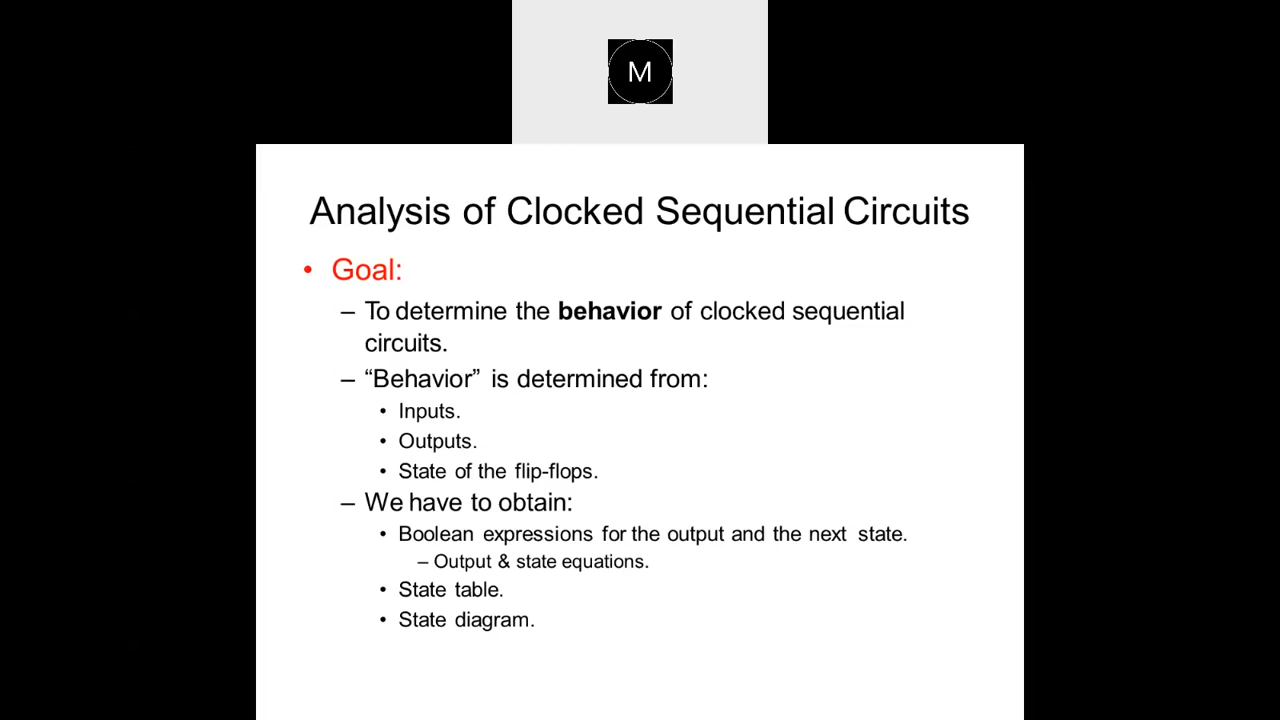 M
Analysis of Clocked Sequential Circuits
• Goal:
– To determine the behavior of clocked sequential
circuits.
– “Behavior” is determined from:
• Inputs.
• Outputs.
• State of the flip-flops.
– We have to obtain:
• Boolean expressions for the output and the next state.
– Output & state equations.
• State table.
• State diagram.